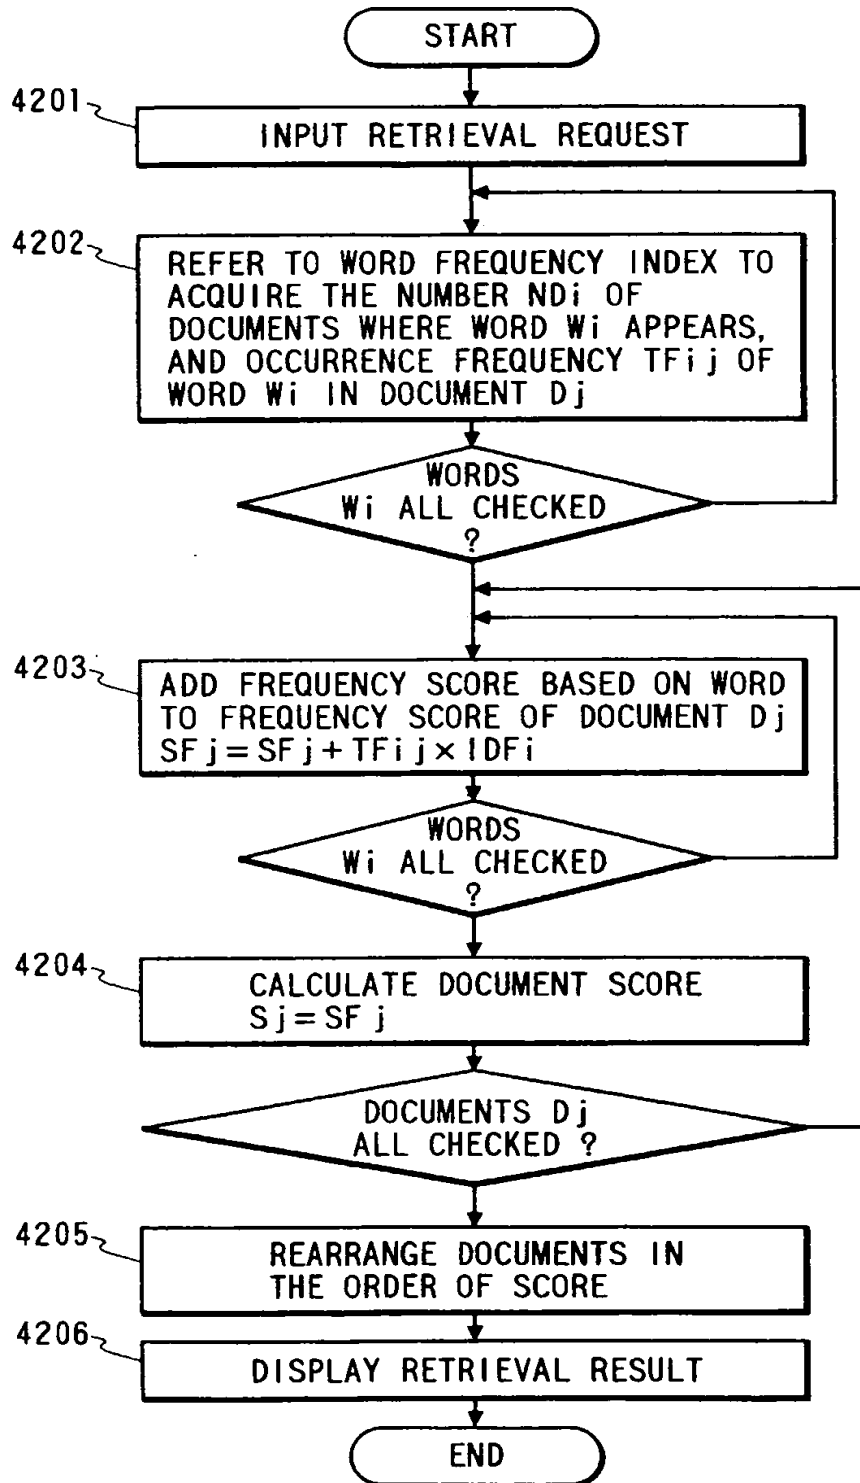 START
4201
INPUT RETRIEVAL REQUEST
4202
REFER TO WORD FREQUENCY INDEX TO
ACQUIRE THE NUMBER NDi OF
DOCUMENTS WHERE WORD Wi APPEARS,
AND OCCURRENCE FREQUENCY TFij OF
WORD Wi IN DOCUMENT Dj
WORDS
Wi ALL CHECKED
?
4203
ADD FREQUENCY SCORE BASED ON WORD
TO FREQUENCY SCORE OF DOCUMENT Dj
SFj=SFj+TFij×IDFi
WORDS
Wi ALL CHECKED
?
4204
CALCULATE DOCUMENT SCORE
Sj=SFj
DOCUMENTS Dj
ALL CHECKED ?
4205
REARRANGE DOCUMENTS IN
THE ORDER OF SCORE
4206
DISPLAY RETRIEVAL RESULT
END